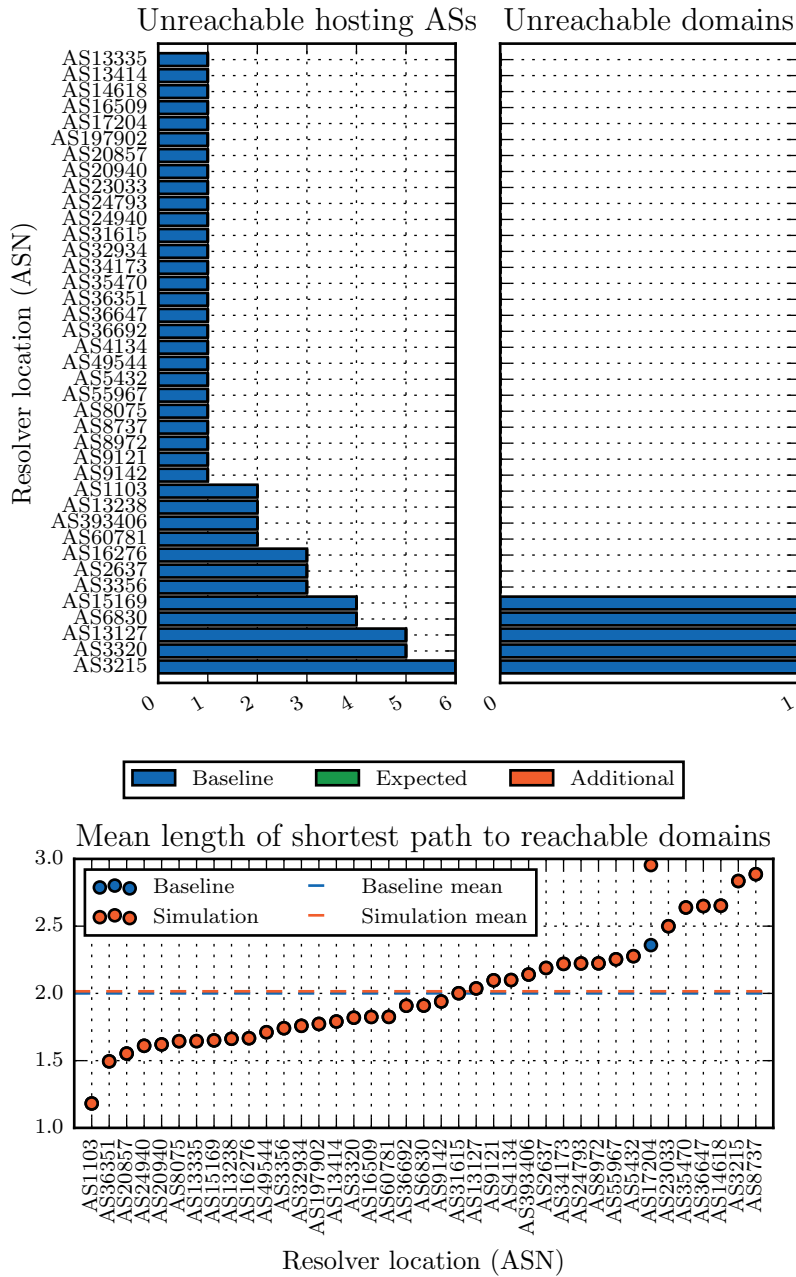 Unreachable hosting ASs
Unreachable domains
Resolver location (ASN)
AS13335
AS13414
AS14618
AS16509
AS17204
AS197902
AS20857
AS20940
AS23033
AS24793
AS24940
AS31615
AS32934
AS34173
AS35470
AS36351
AS36647
AS36692
AS4134
AS49544
AS5432
AS55967
AS8075
AS8737
AS8972
AS9121
AS9142
AS1103
AS13238
AS393406
AS60781
AS16276
AS2637
AS3356
AS15169
AS6830
AS13127
AS3320
AS3215
0 1 2 3 4 5 6
0 1
Baseline Expected Additional
Mean length of shortest path to reachable domains
3.0
2.5
2.0
1.5
1.0
Baseline Baseline mean
Simulation Simulation mean
AS1103
AS36351
AS20857
AS24940
AS20940
AS8075
AS13335
AS15169
AS13238
AS16276
AS49544
AS3356
AS32934
AS197902
AS13414
AS3320
AS16509
AS60781
AS36692
AS6830
AS9142
AS31615
AS13127
AS9121
AS4134
AS393406
AS2637
AS34173
AS24793
AS8972
AS55967
AS5432
AS17204
AS23033
AS35470
AS36647
AS14618
AS3215
AS8737
Resolver location (ASN)